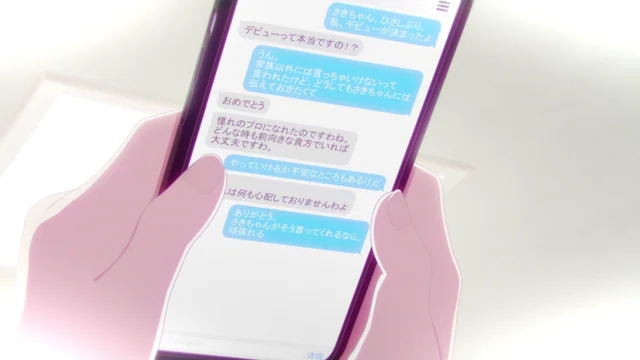 さきちゃん、ひさしぶり。
私、デビューが決まったよ
デビューって本当ですの!?
うん。
家族以外には言っちゃいけないって
言われたけど、どうしてもさきちゃんには
伝えておきたくて
おめでとう
憧れのプロになれたのですわね。
どんな時も前向きな貴方でいれば
大丈夫ですわ。
やっていけるか不安なところもあるけど
は何も心配しておりませんわよ
ありがとう。
さきちゃんがそう言ってくれるなら、
頑張れる
送信